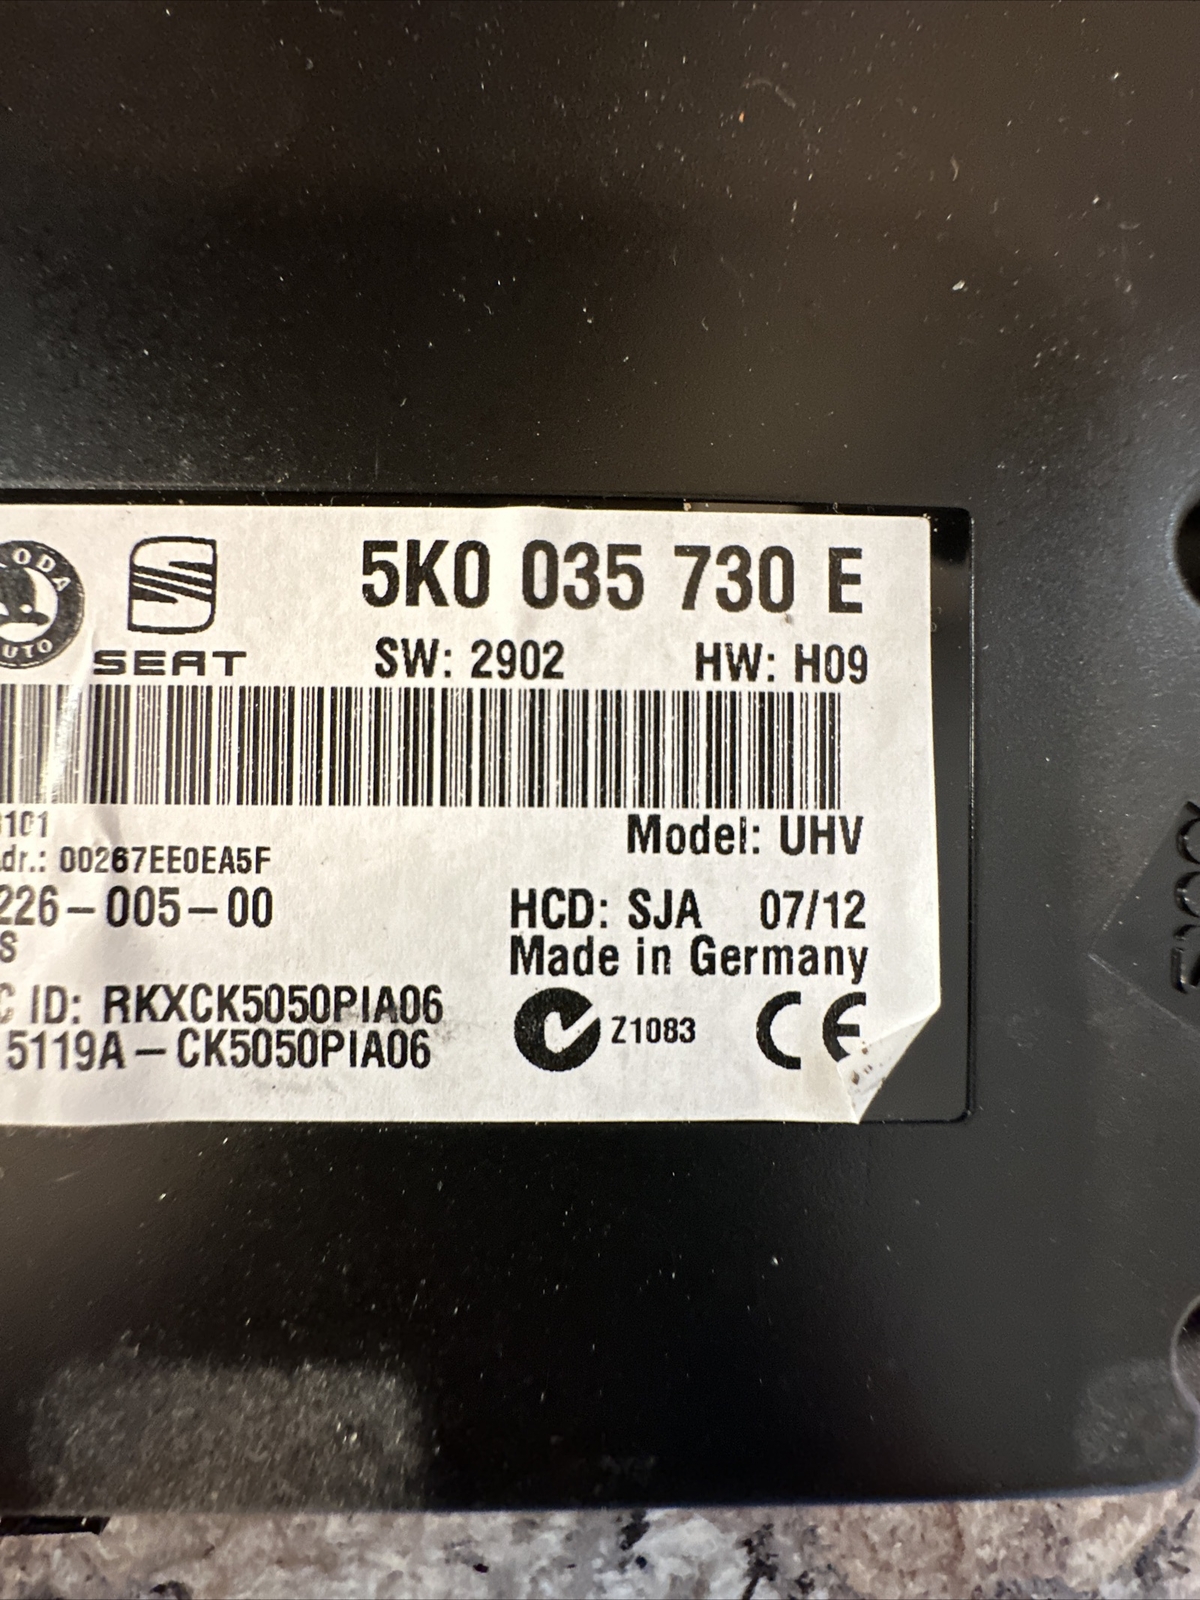 5K0 035 730 E
ODA
UTO
SEAT
SW: 2902 HW: H09
101
dr.: 00267EE0EA5F
Model: UHV
226-005-00
HCD: SJA 07/12
S
Made in Germany
C ID: RKXCK5050PIA06
5119A-CK5050PIA06
Z1083
CE